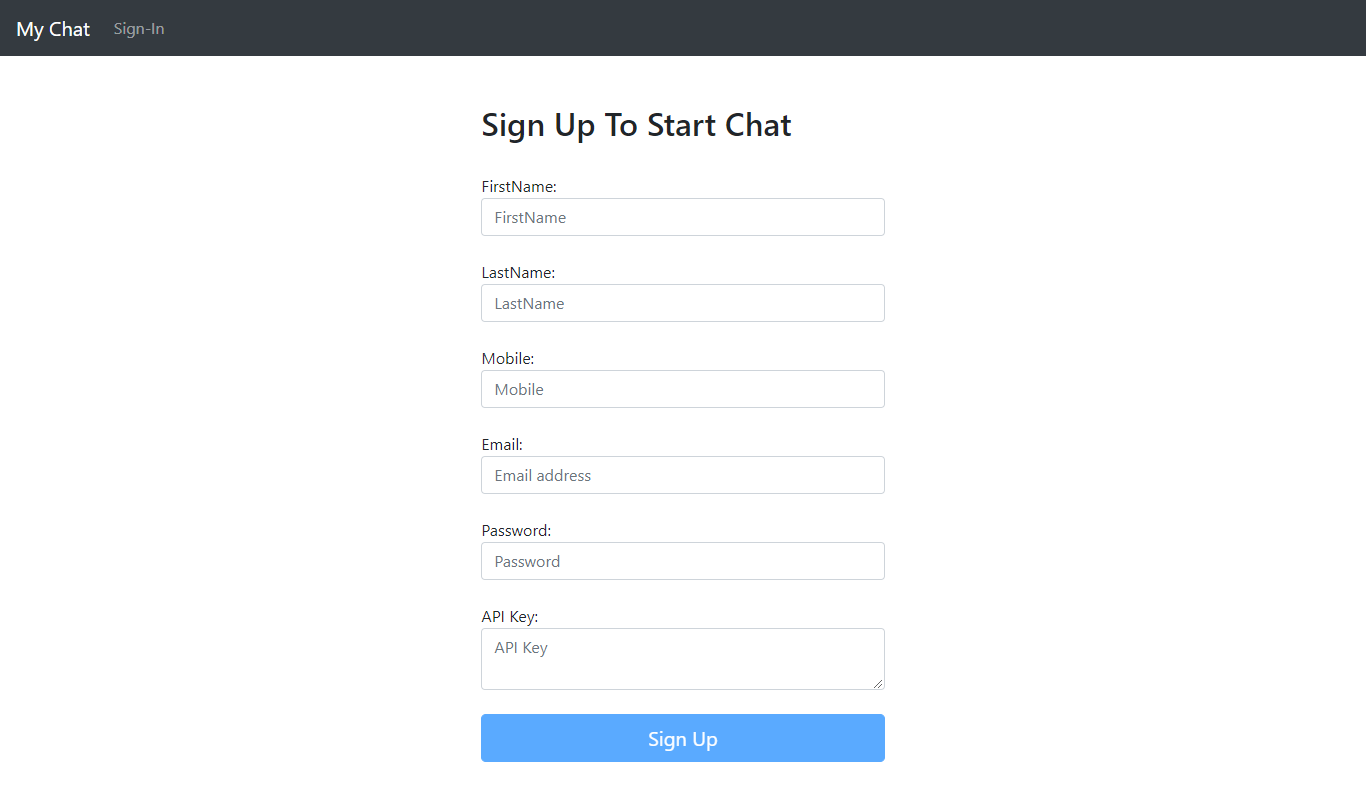 My Chat Sign-In
Sign Up To Start Chat
FirstName:
FirstName
LastName:
LastName
Mobile:
Mobile
Email:
Email address
Password:
Password
API Key:
API Key
Sign Up